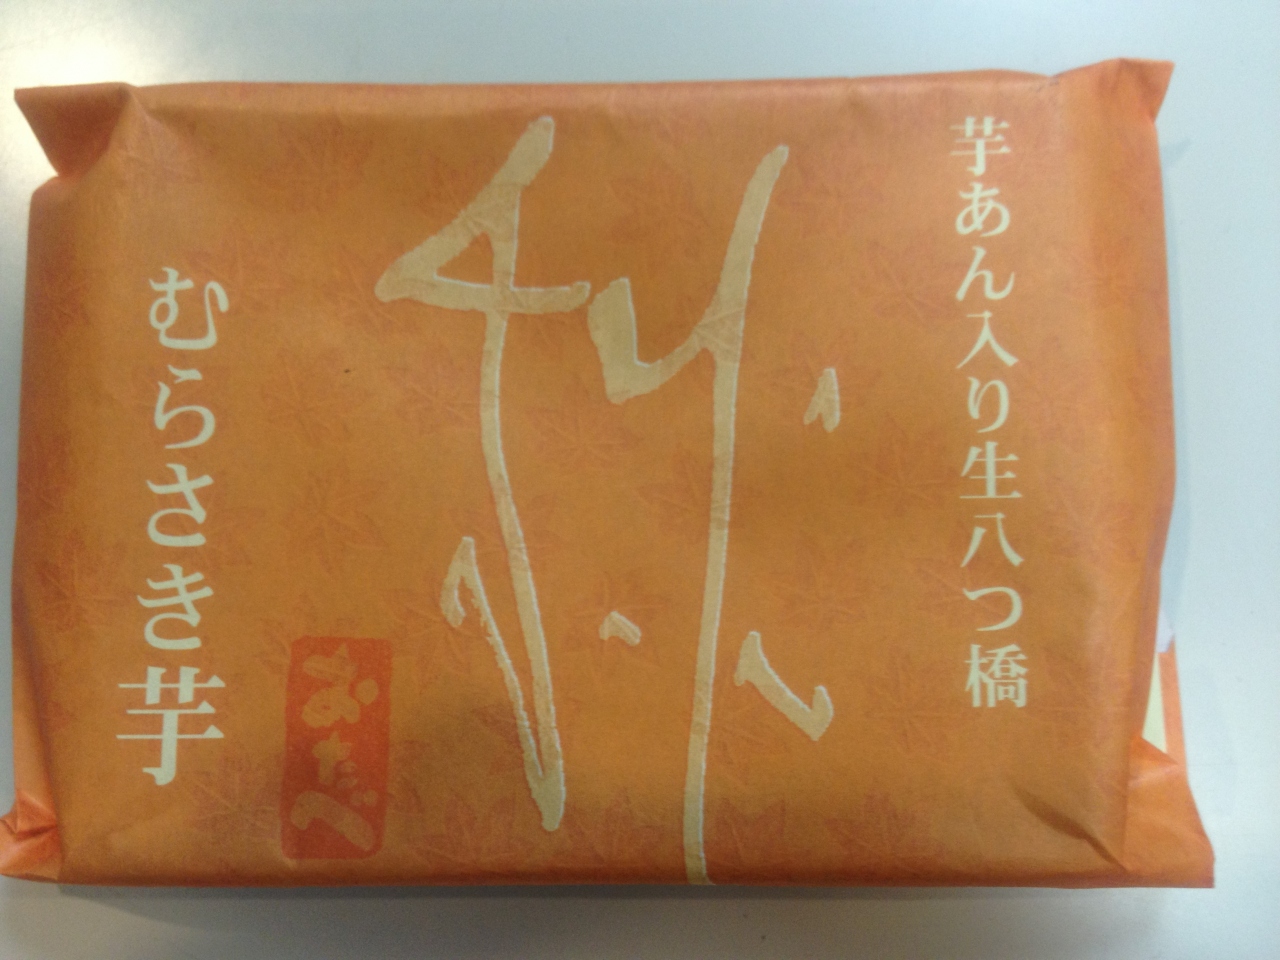 芋あん入り生八つ橋
秋
むらさき芋
おたべ